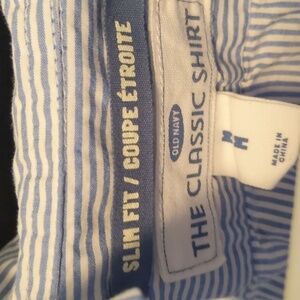 SLIM FIT / COUPE ÉTROITE
OLD NAVY
THE CLASSIC SHIRT
M
MADE IN
CHINA